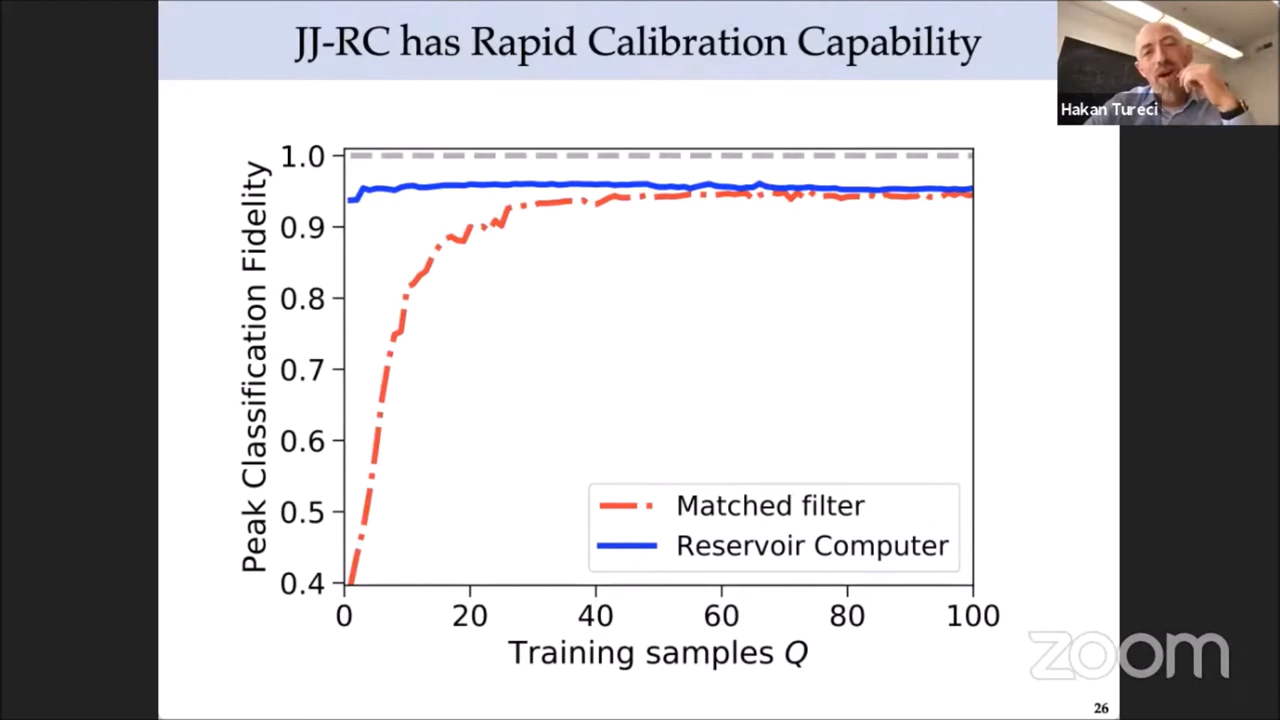 JJ-RC has Rapid Calibration Capability
Hakan Tureci
Peak Classification Fidelity
1.0
0.9
0.8
0.7
0.6
0.5
0.4
Matched filter
Reservoir Computer
0 20 40 60 80 100
Training samples Q
zoom
26